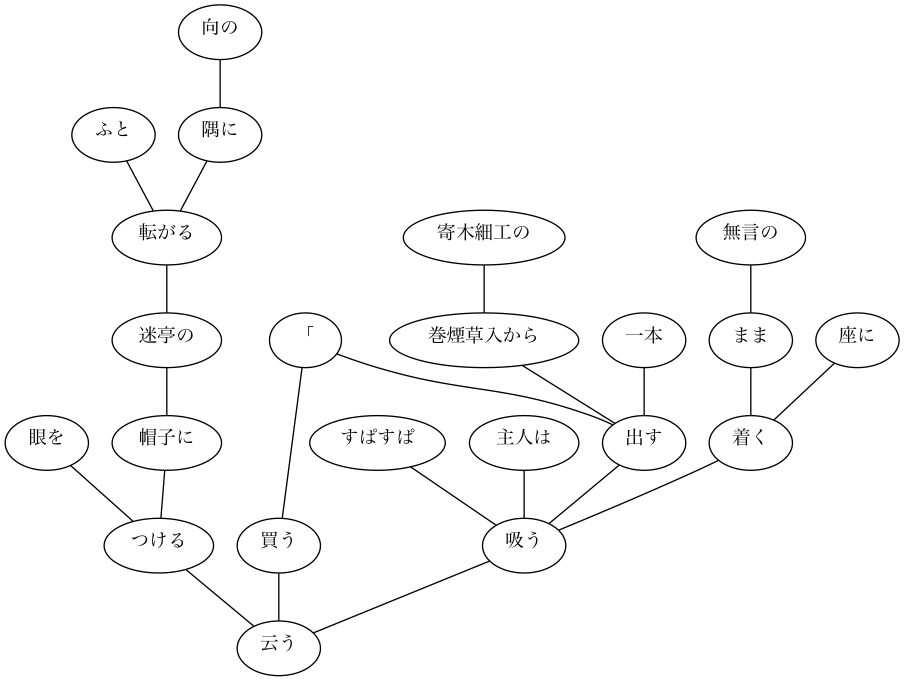 向の
ふと
隅に
転がる
寄木細工の
無言の
迷亭の
「
巻煙草入から
一本
まま
座に
眼を
帽子に
すぱすぱ
主人は
出す
着く
つける
買う
吸う
云う